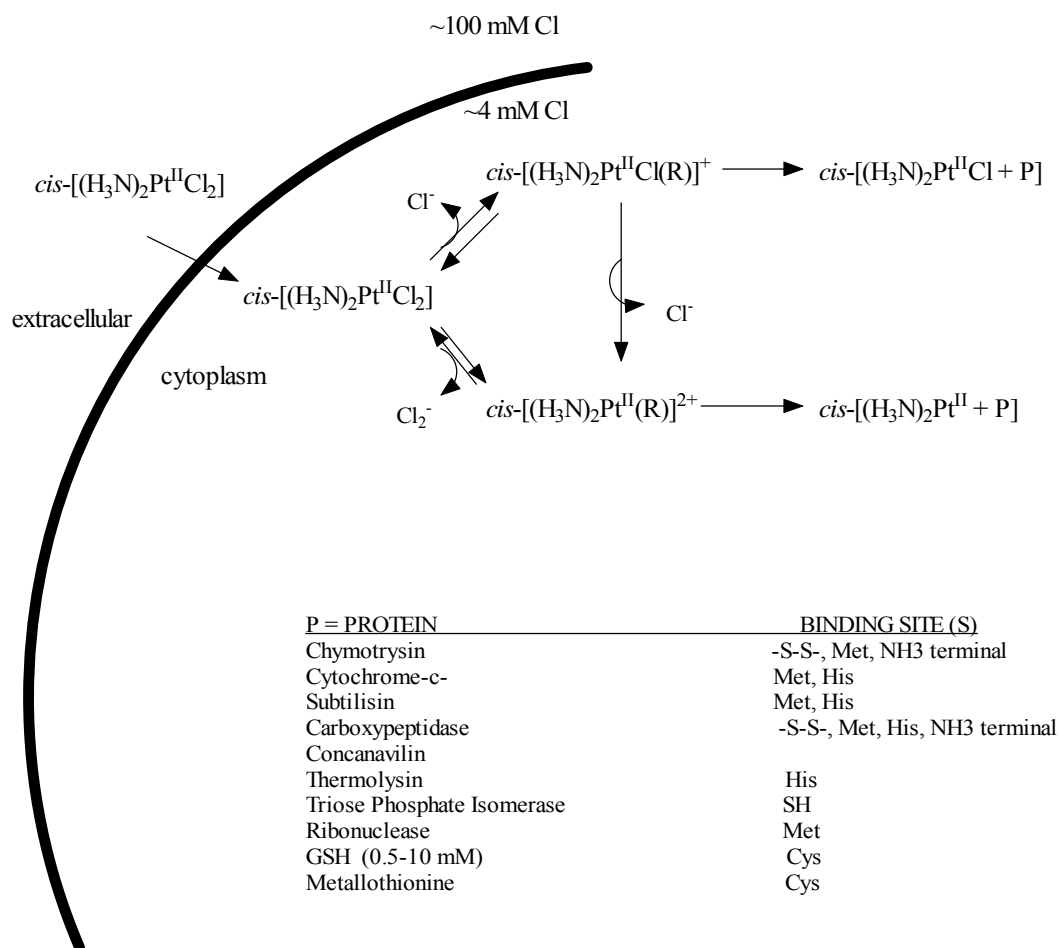 ~100 mM Cl
~4 mM Cl
cis-[(H₃N)₂PtᴵᴵCl₂]
cis-[(H₃N)₂PtᴵᴵCl(R)]⁺
cis-[(H₃N)₂PtᴵᴵCl + P]
Cl⁻
cis-[(H₃N)₂PtᴵᴵCl₂]
Cl⁻
extracellular
cytoplasm
Cl₂⁻
cis-[(H₃N)₂Ptᴵᴵ(R)]²⁺
cis-[(H₃N)₂Ptᴵᴵ + P]
P = PROTEIN BINDING SITE (S)
Chymotrysin -S-S-, Met, NH3 terminal
Cytochrome-c- Met, His
Subtilisin Met, His
Carboxypeptidase -S-S-, Met, His, NH3 terminal
Concanavilin
Thermolysin His
Triose Phosphate Isomerase SH
Ribonuclease Met
GSH (0.5-10 mM) Cys
Metallothionine Cys